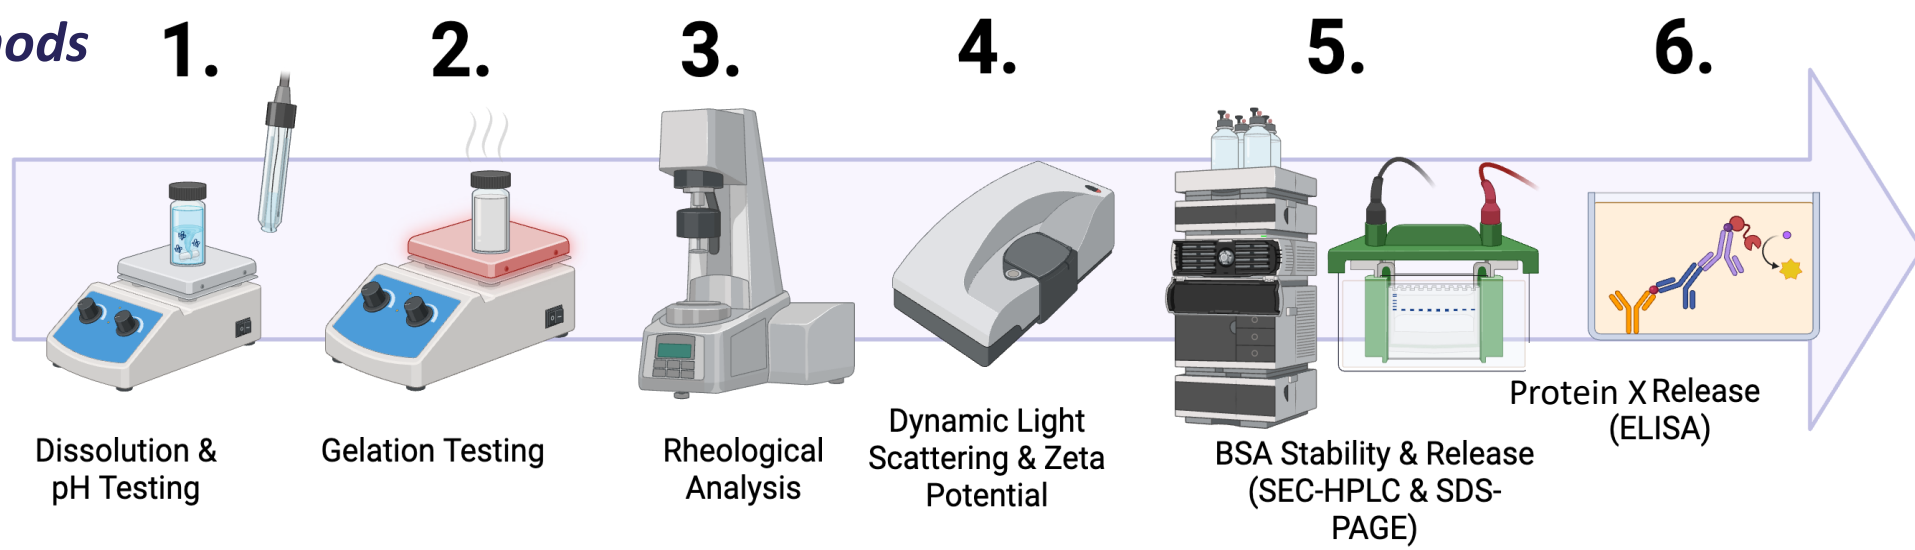 1.
2.
3.
4.
5.
6.
Dissolution &
pH Testing
Gelation Testing
Rheological
Analysis
Dynamic Light
Scattering & Zeta
Potential
BSA Stability & Release
(SEC-HPLC & SDS-
PAGE)
Protein X Release
(ELISA)